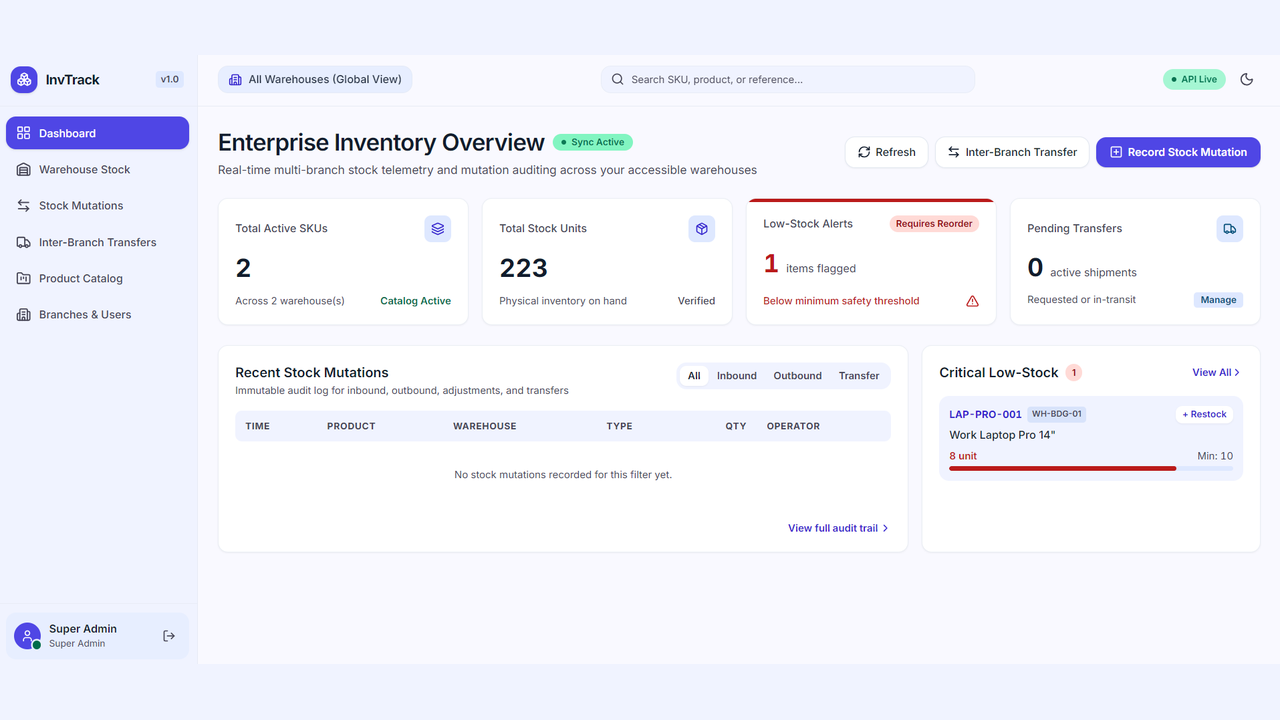 InvTrack
v1.0
All Warehouses (Global View)
Search SKU, product, or reference...
API Live
Dashboard
Warehouse Stock
Stock Mutations
Inter-Branch Transfers
Product Catalog
Branches & Users
Super Admin
Super Admin
Enterprise Inventory Overview
Sync Active
Real-time multi-branch stock telemetry and mutation auditing across your accessible warehouses
Refresh
Inter-Branch Transfer
Record Stock Mutation
Total Active SKUs
2
Across 2 warehouse(s)
Catalog Active
Total Stock Units
223
Physical inventory on hand
Verified
Low-Stock Alerts
Requires Reorder
1 items flagged
Below minimum safety threshold
Pending Transfers
0 active shipments
Requested or in-transit
Manage
Recent Stock Mutations
Immutable audit log for inbound, outbound, adjustments, and transfers
All Inbound Outbound Transfer
TIME PRODUCT WAREHOUSE TYPE QTY OPERATOR
No stock mutations recorded for this filter yet.
View full audit trail
Critical Low-Stock 1
View All
LAP-PRO-001 WH-BDG-01
+ Restock
Work Laptop Pro 14"
8 unit
Min: 10